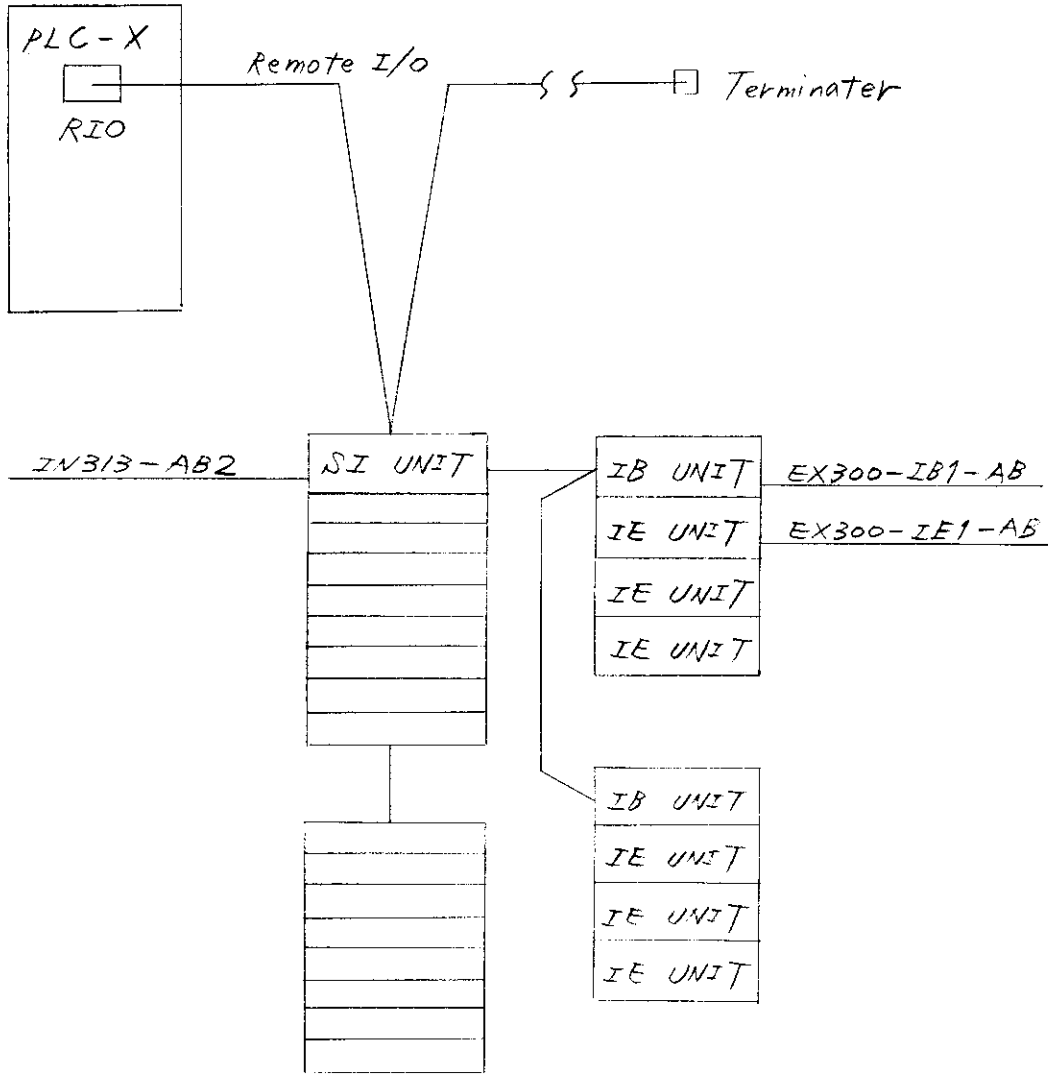 PLC-X
RIO
Remote I/O
Terminater
IN313-AB2
SI UNIT
IB UNIT
EX300-IB1-AB
IE UNIT
EX300-IE1-AB
IE UNIT
IE UNIT
IB UNIT
IE UNIT
IE UNIT
IE UNIT